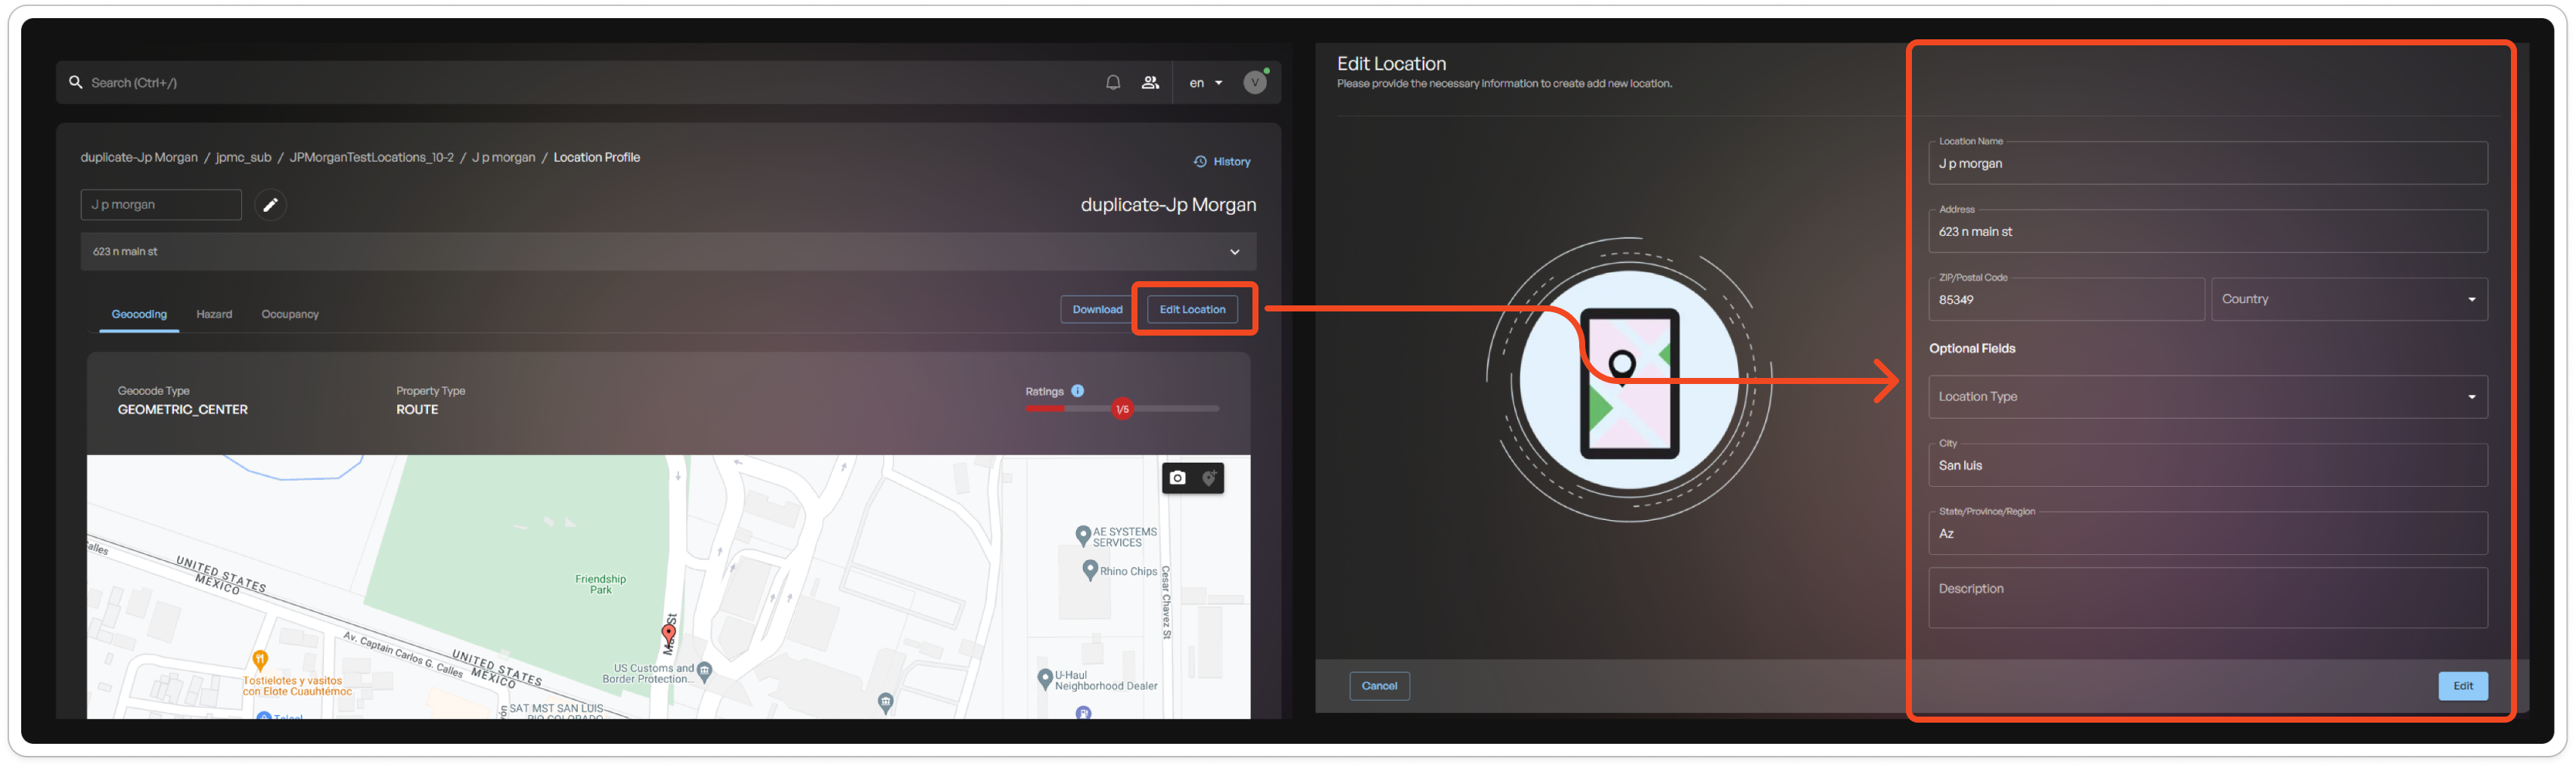 Search (Ctrl+/)
en
V
duplicate-Jp Morgan / jpmc_sub / JPMorganTestLocations_10-2 / J p morgan / Location Profile
History
J p morgan
duplicate-Jp Morgan
623 n main st
Geocoding
Hazard
Occupancy
Download
Edit Location
Geocode Type
GEOMETRIC_CENTER
Property Type
ROUTE
Ratings
1/5
AE SYSTEMS
SERVICES
Rhino Chips
Cesar Chavez St
Friendship
Park
Calles
UNITED STATES
MÉXICO
Av. Captain Carlos G. Calles
UNITED STATES
MÉXICO
US Customs and
Border Protection...
Tostielotes y vasitos
con Elote Cuauhtémoc
U-Haul
Neighborhood Dealer
SAT MST SAN LUIS
RIO COLORADO
Telcel
Edit Location
Please provide the necessary information to create add new location.
Location Name
J p morgan
Address
623 n main st
ZIP/Postal Code
85349
Country
Optional Fields
Location Type
City
San luis
State/Province/Region
Az
Description
Cancel
Edit